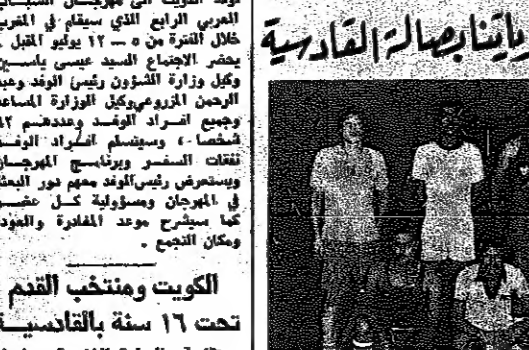 العربي الرابع الذي سيقام في المغرب
خلال الفترة من ٥ — ١٢ يوليو المقبل .
يحضر الاجتماع السيد عيسى ياسين
وكيل وزارة الشؤون رئيس الوفد وعبد
الرحمن المزروعي وكيل الوزارة المساعد
وجميع افراد الوفد وعددهم
شخصا ، وسيتسلم افراد الوفد
نفقات السفر وبرنامج المهرجان
ويستعرض رئيس الوفد معهم دور البعثة
في المهرجان ومسؤولية كل عضو
كما سيشرح موعد المغادرة والعودة
ومكان التجمع .
الكويت ومنتخب القدم
تحت ١٦ سنة بالقادسية
بصالة القادسية